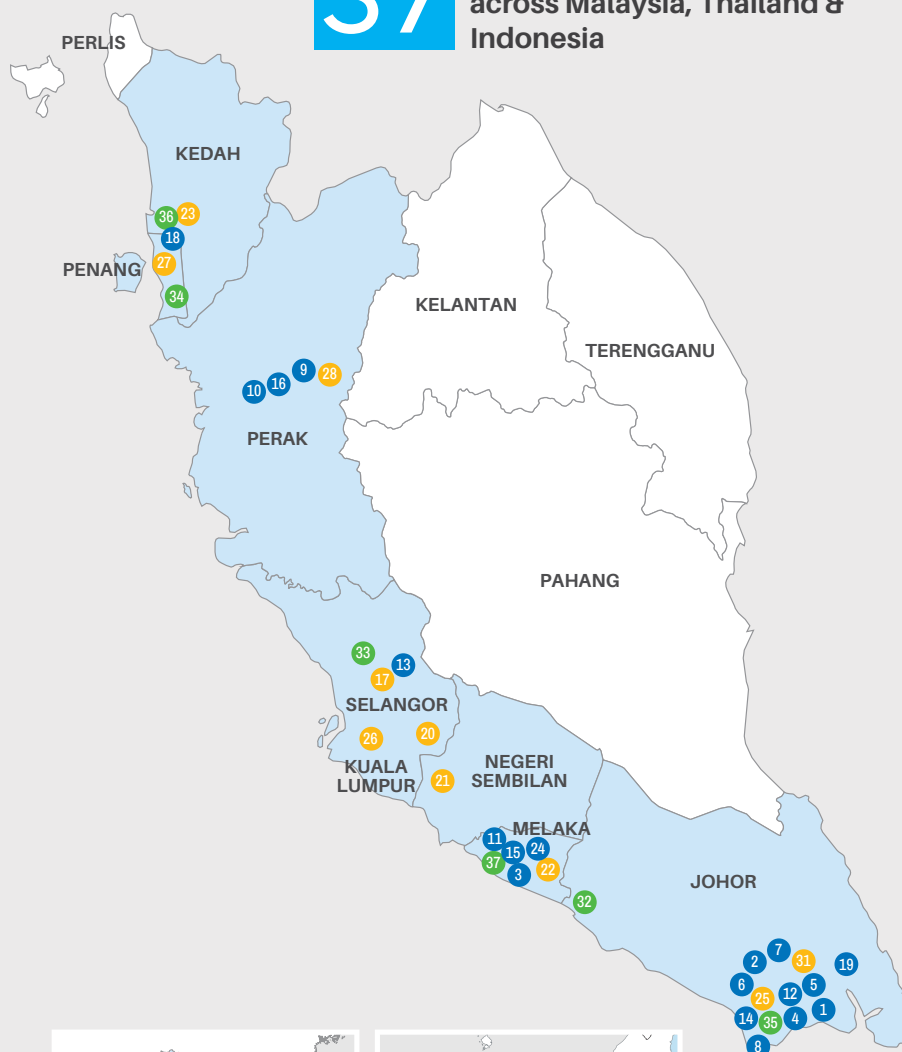 37
across Malaysia, Thailand &
Indonesia
PERLIS
KEDAH
36 23
18
PENANG 27
34
KELANTAN
TERENGGANU
10 16 9 28
PERAK
PAHANG
33 13
17
SELANGOR
26 20
KUALA
LUMPUR
21
NEGERI
SEMBILAN
MELAKA
11 15 24
37 3 22
32
JOHOR
2 7 31 19
6 25 12 5
14 35 4 1
8